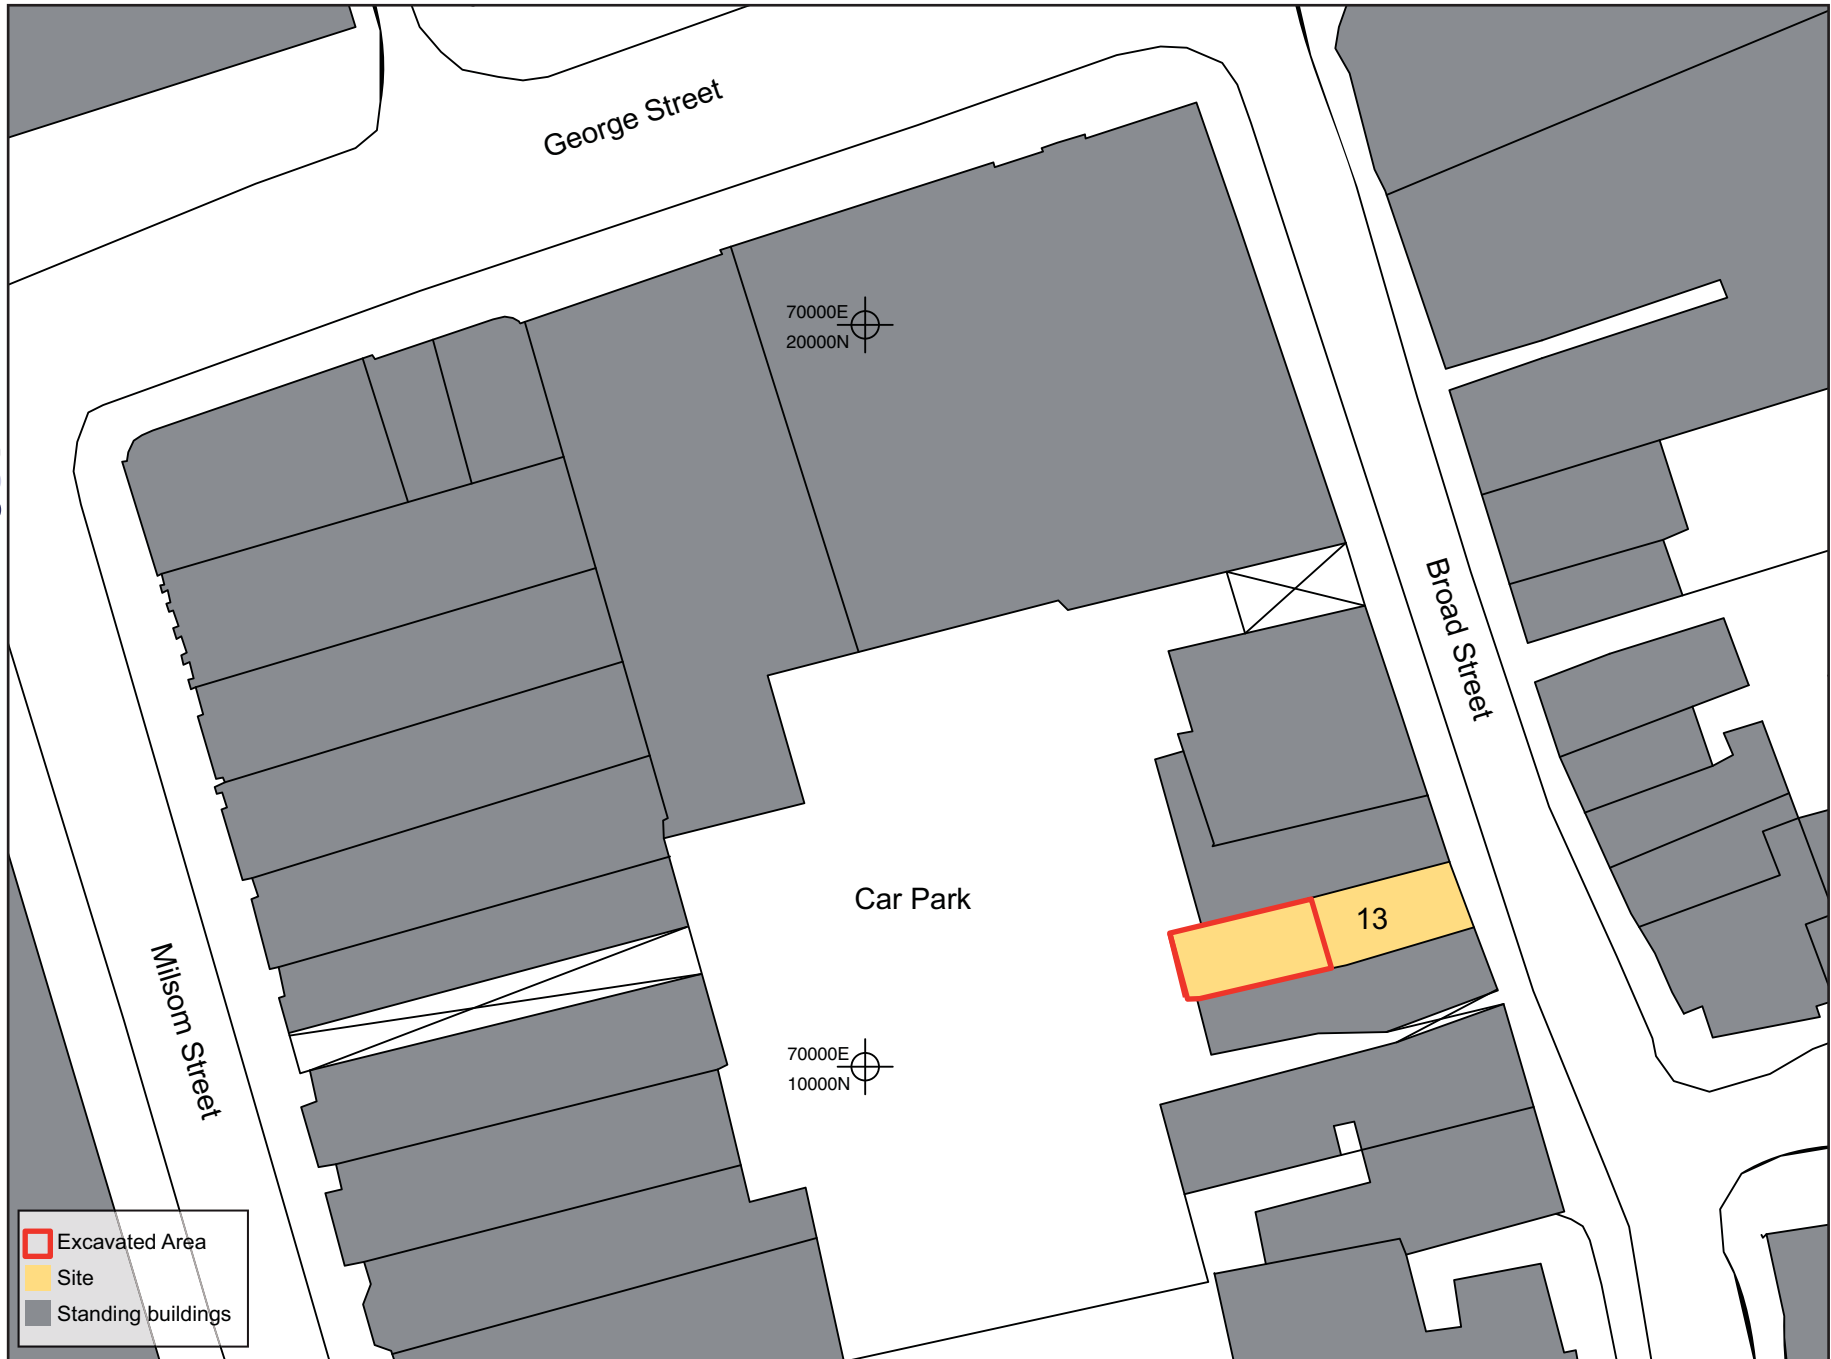 George Street
70000E
20000N
Broad Street
Car Park
13
Milsom Street
70000E
10000N
Excavated Area
Site
Standing buildings